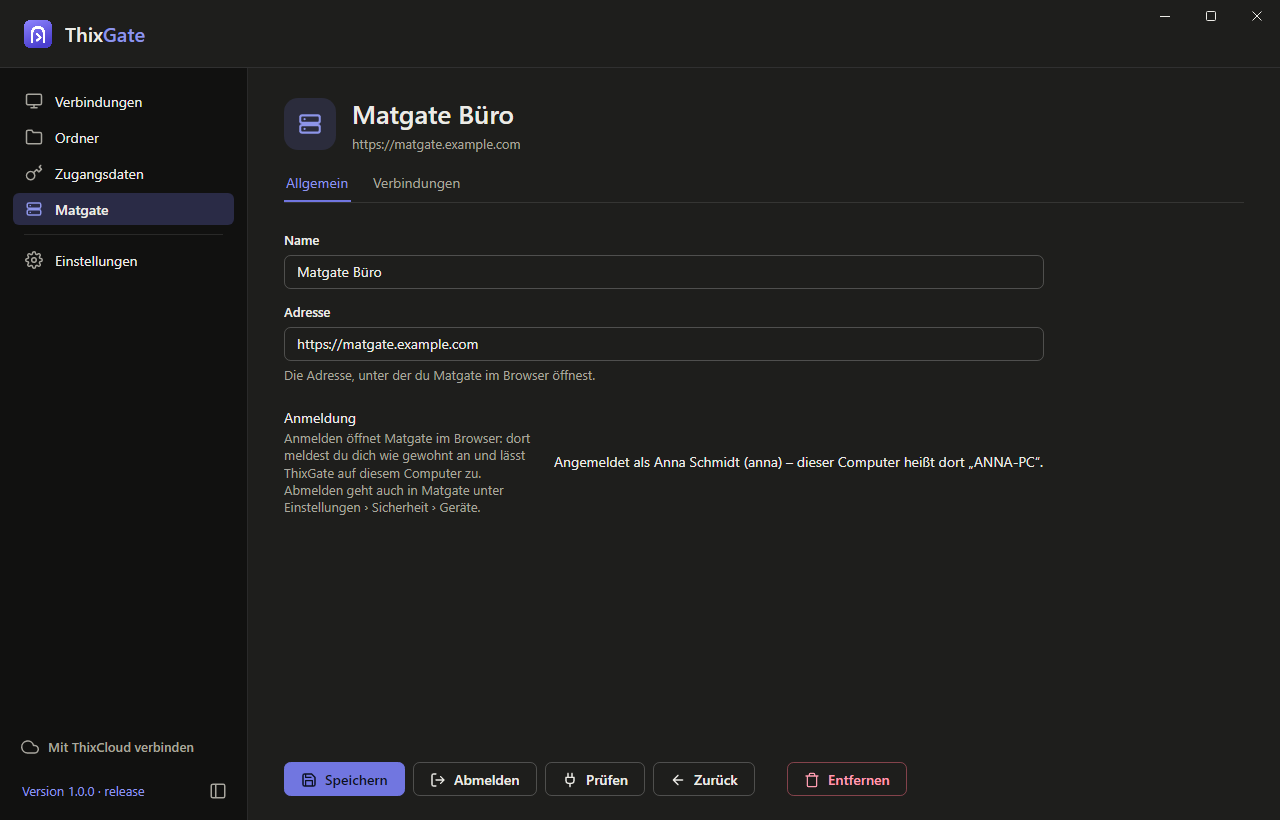 ThixGate
Verbindungen
Ordner
Zugangsdaten
Matgate
Einstellungen
Mit ThixCloud verbinden
Version 1.0.0 · release
Matgate Büro
https://matgate.example.com
Allgemein
Verbindungen
Name
Matgate Büro
Adresse
https://matgate.example.com
Die Adresse, unter der du Matgate im Browser öffnest.
Anmeldung
Anmelden öffnet Matgate im Browser: dort
meldest du dich wie gewohnt an und lässt
ThixGate auf diesem Computer zu.
Abmelden geht auch in Matgate unter
Einstellungen › Sicherheit › Geräte.
Angemeldet als Anna Schmidt (anna) – dieser Computer heißt dort „ANNA-PC“.
Speichern
Abmelden
Prüfen
Zurück
Entfernen